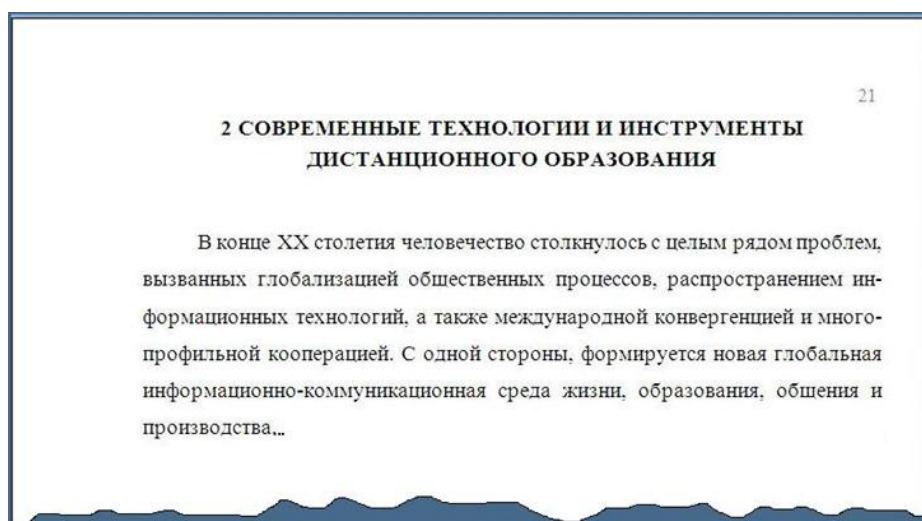 21
2 СОВРЕМЕННЫЕ ТЕХНОЛОГИИ И ИНСТРУМЕНТЫ
ДИСТАНЦИОННОГО ОБРАЗОВАНИЯ
В конце XX столетия человечество столкнулось с целым рядом проблем,
вызванных глобализацией общественных процессов, распространением ин-
формационных технологий, а также международной конвергенцией и много-
профильной кооперацией. С одной стороны, формируется новая глобальная
информационно-коммуникационная среда жизни, образования, общения и
производства...